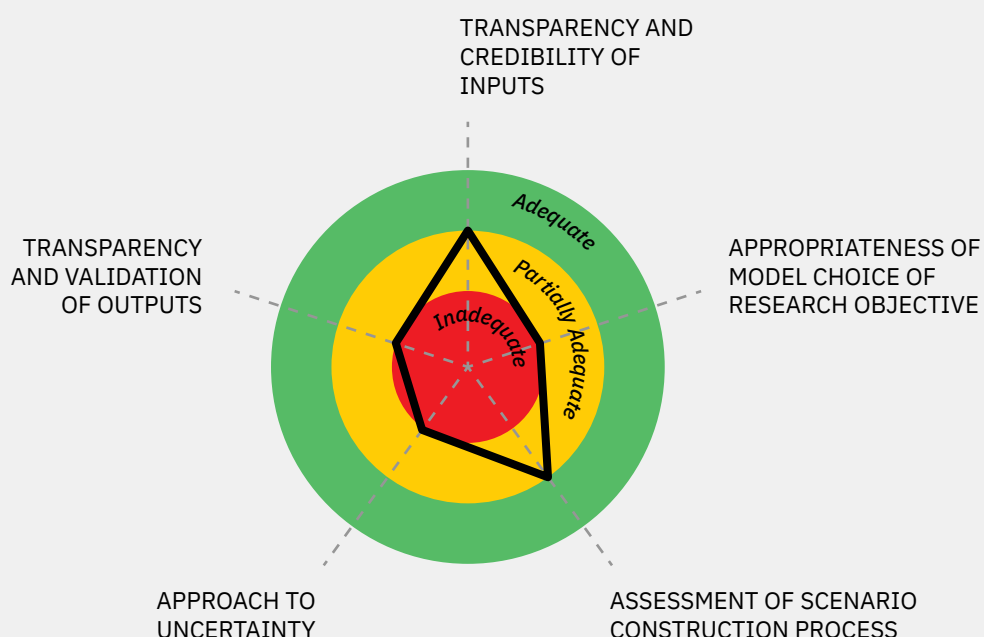 TRANSPARENCY AND
CREDIBILITY OF
INPUTS
Adequate
TRANSPARENCY
AND VALIDATION
OF OUTPUTS
APPROPRIATENESS OF
MODEL CHOICE OF
RESEARCH OBJECTIVE
Partially Adequate
Inadequate
APPROACH TO
UNCERTAINTY
ASSESSMENT OF SCENARIO
CONSTRUCTION PROCESS